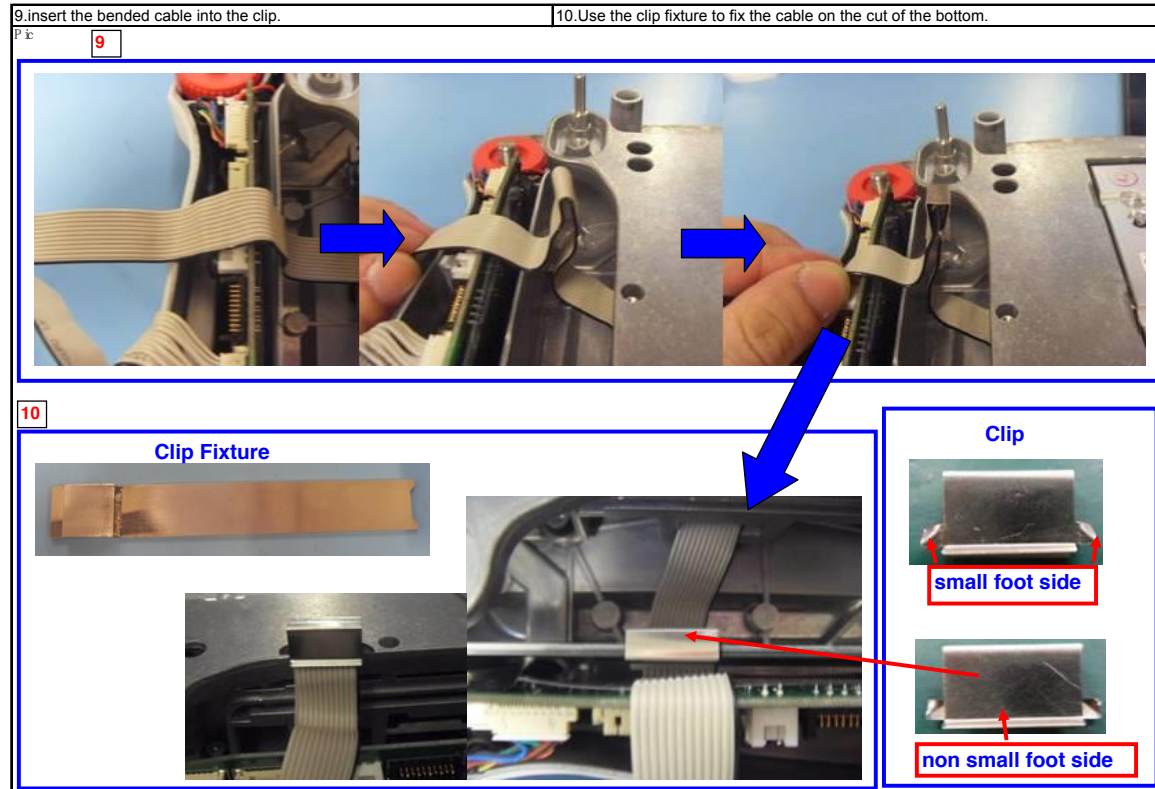 9.insert the bended cable into the clip.
10.Use the clip fixture to fix the cable on the cut of the bottom.
Pic
9
10
Clip Fixture
Clip
small foot side
non small foot side